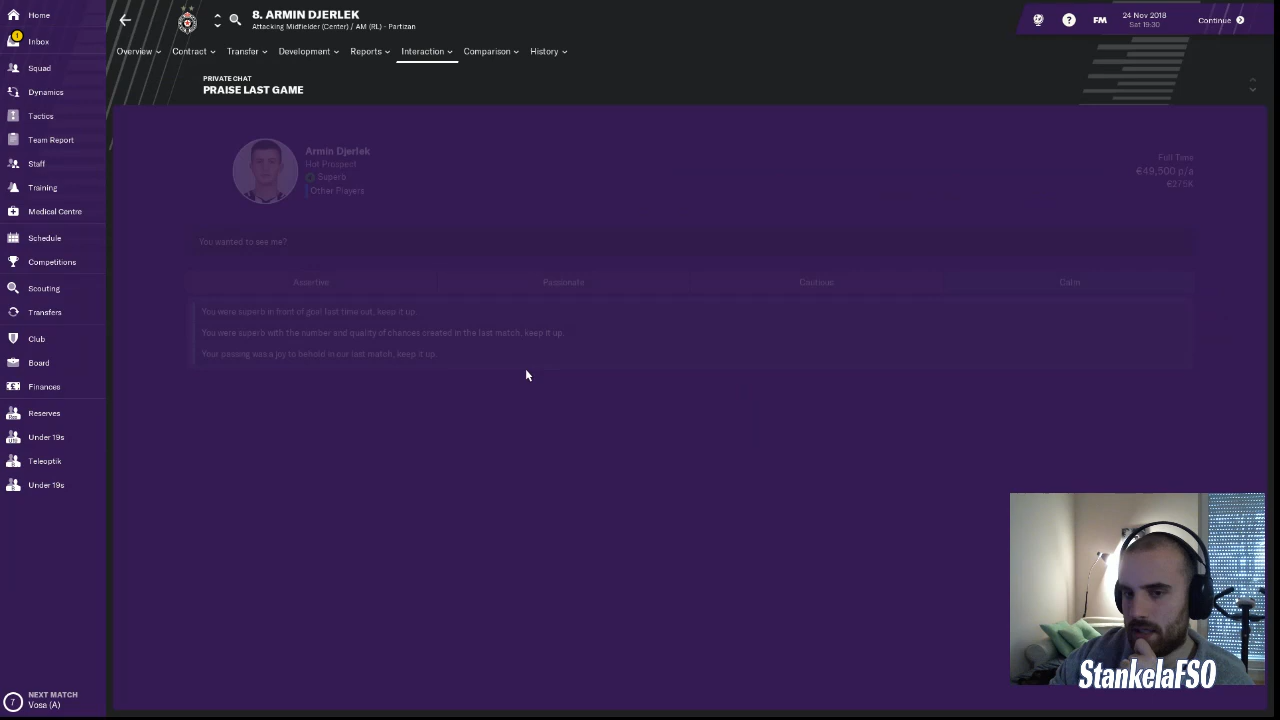 8. ARMIN DJERLEK
Attacking Midfielder (Center) / AM (RL) - Partizan
24 Nov 2018
Sat 19:30
FM
Continue
Overview
Contract
Transfer
Development
Reports
Interaction
Comparison
History
PRIVATE CHAT
PRAISE LAST GAME
Home
1
Inbox
Squad
Dynamics
Tactics
Team Report
Staff
Training
Medical Centre
Schedule
Competitions
Scouting
Transfers
Club
Board
Finances
Reserves
Under 19s
Teleoptik
Under 19s
7
NEXT MATCH
Vosa (A)
Armin Djerlek
Hot Prospect
Superb
Other Players
Full Time
€49,500 p/a
€275K
You wanted to see me?
Assertive
Passionate
Cautious
Calm
You were superb in front of goal last time out, keep it up.
You were superb with the number and quality of chances created in the last match, keep it up.
Your passing was a joy to behold in our last match, keep it up.
StankelaFSO